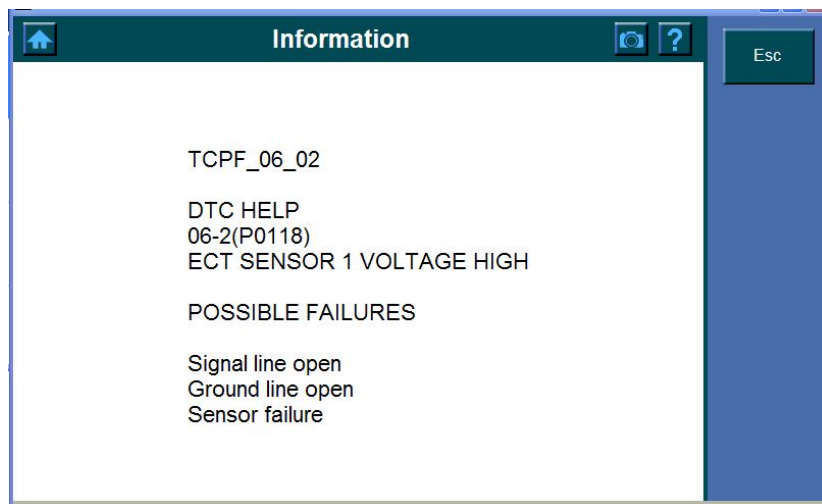 Information
?
Esc
TCPF_06_02
DTC HELP
06-2(P0118)
ECT SENSOR 1 VOLTAGE HIGH
POSSIBLE FAILURES
Signal line open
Ground line open
Sensor failure